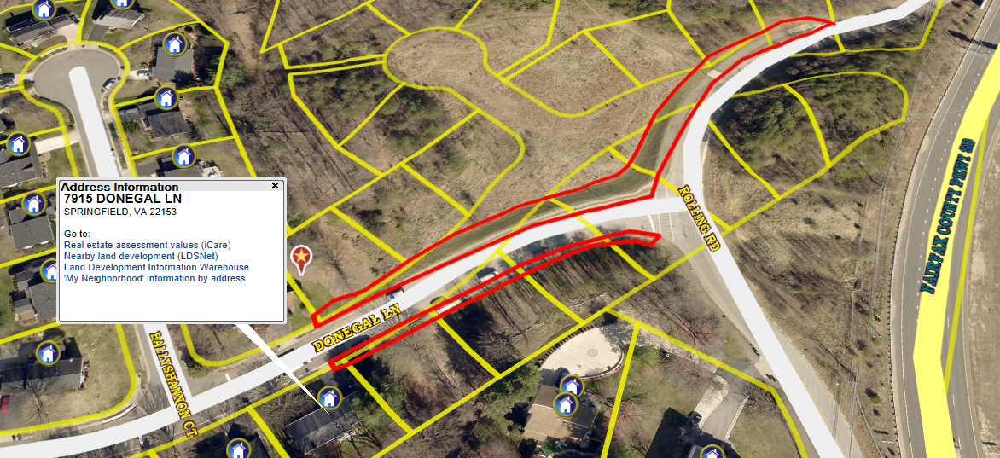 Address Information
7915 DONEGAL LN
SPRINGFIELD, VA 22153
Go to:
Real estate assessment values (iCare)
Nearby land development (LDSNet)
Land Development Information Warehouse
'My Neighborhood' information by address
DONEGAL LN
BALLYSHANNON CT
ROLLING RD
FAIRFAX COUNTY PKWY SB